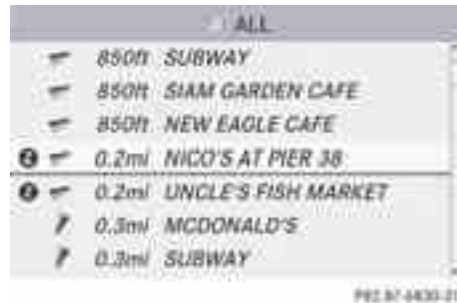 ALL
850ft SUBWAY
850ft SIAM GARDEN CAFE
850ft NEW EAGLE CAFE
0.2mi NICO'S AT PIER 38
0.2mi UNCLE'S FISH MARKET
0.3mi MCDONALD'S
0.3mi SUBWAY